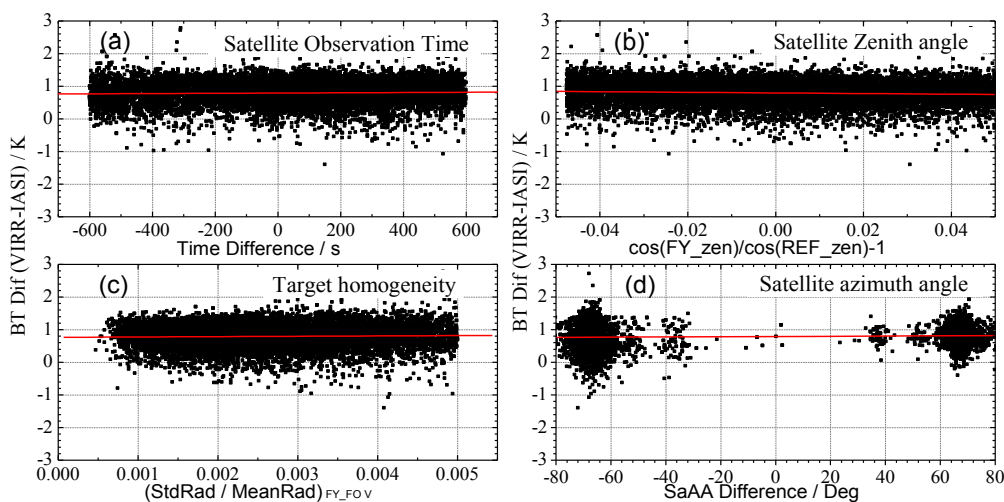 (a) Satellite Observation Time
3
2
1
0
1
2
3
-600 -400 -200 0 200 400 600
Time Difference / s
BT Dif (VIRR-IASI) / K
(b) Satellite Zenith angle
3
2
1
0
-1
-2
-3
-0.04 -0.02 0.00 0.02 0.04
cos(FY_zen)/cos(REF_zen)-1
BT Dif (VIRR-IASI) / K
(c) Target homogeneity
3
2
1
0
1
2
3
0.000 0.001 0.002 0.003 0.004 0.005
(StdRad / MeanRad) FY_FO V
(d) Satellite azimuth angle
3
2
1
0
-1
-2
-3
-80 -60 -40 -20 0 20 40 60 80
SaAA Difference / Deg